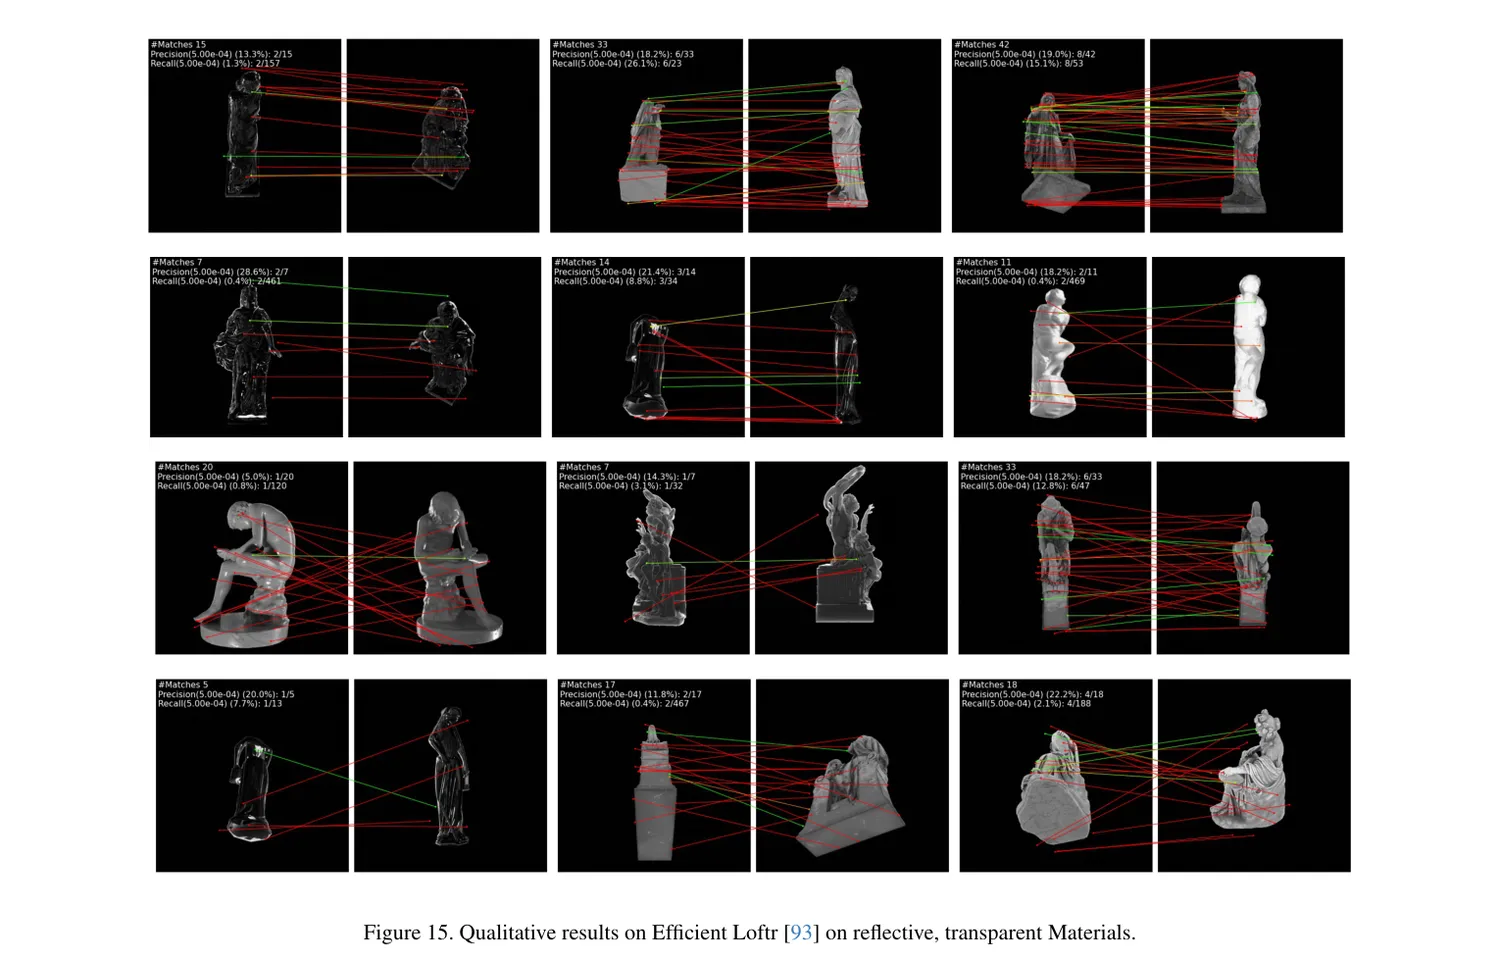 #Matches 15
Precision(5.00e-04) (13.3%): 2/15
Recall(5.00e-04) (1.3%): 2/157
#Matches 33
Precision(5.00e-04) (18.2%): 6/33
Recall(5.00e-04) (26.1%): 6/23
#Matches 42
Precision(5.00e-04) (19.0%): 8/42
Recall(5.00e-04) (15.1%): 8/53
#Matches 7
Precision(5.00e-04) (28.6%): 2/7
Recall(5.00e-04) (0.4%): 2/461
#Matches 14
Precision(5.00e-04) (21.4%): 3/14
Recall(5.00e-04) (8.8%): 3/34
#Matches 11
Precision(5.00e-04) (18.2%): 2/11
Recall(5.00e-04) (0.4%): 2/469
#Matches 20
Precision(5.00e-04) (5.0%): 1/20
Recall(5.00e-04) (0.8%): 1/120
#Matches 7
Precision(5.00e-04) (14.3%): 1/7
Recall(5.00e-04) (3.1%): 1/32
#Matches 33
Precision(5.00e-04) (18.2%): 6/33
Recall(5.00e-04) (12.8%): 6/47
#Matches 5
Precision(5.00e-04) (20.0%): 1/5
Recall(5.00e-04) (7.7%): 1/13
#Matches 17
Precision(5.00e-04) (11.8%): 2/17
Recall(5.00e-04) (0.4%): 2/467
#Matches 18
Precision(5.00e-04) (22.2%): 4/18
Recall(5.00e-04) (2.1%): 4/188
Figure 15. Qualitative results on Efficient Loftr [93] on reflective, transparent Materials.